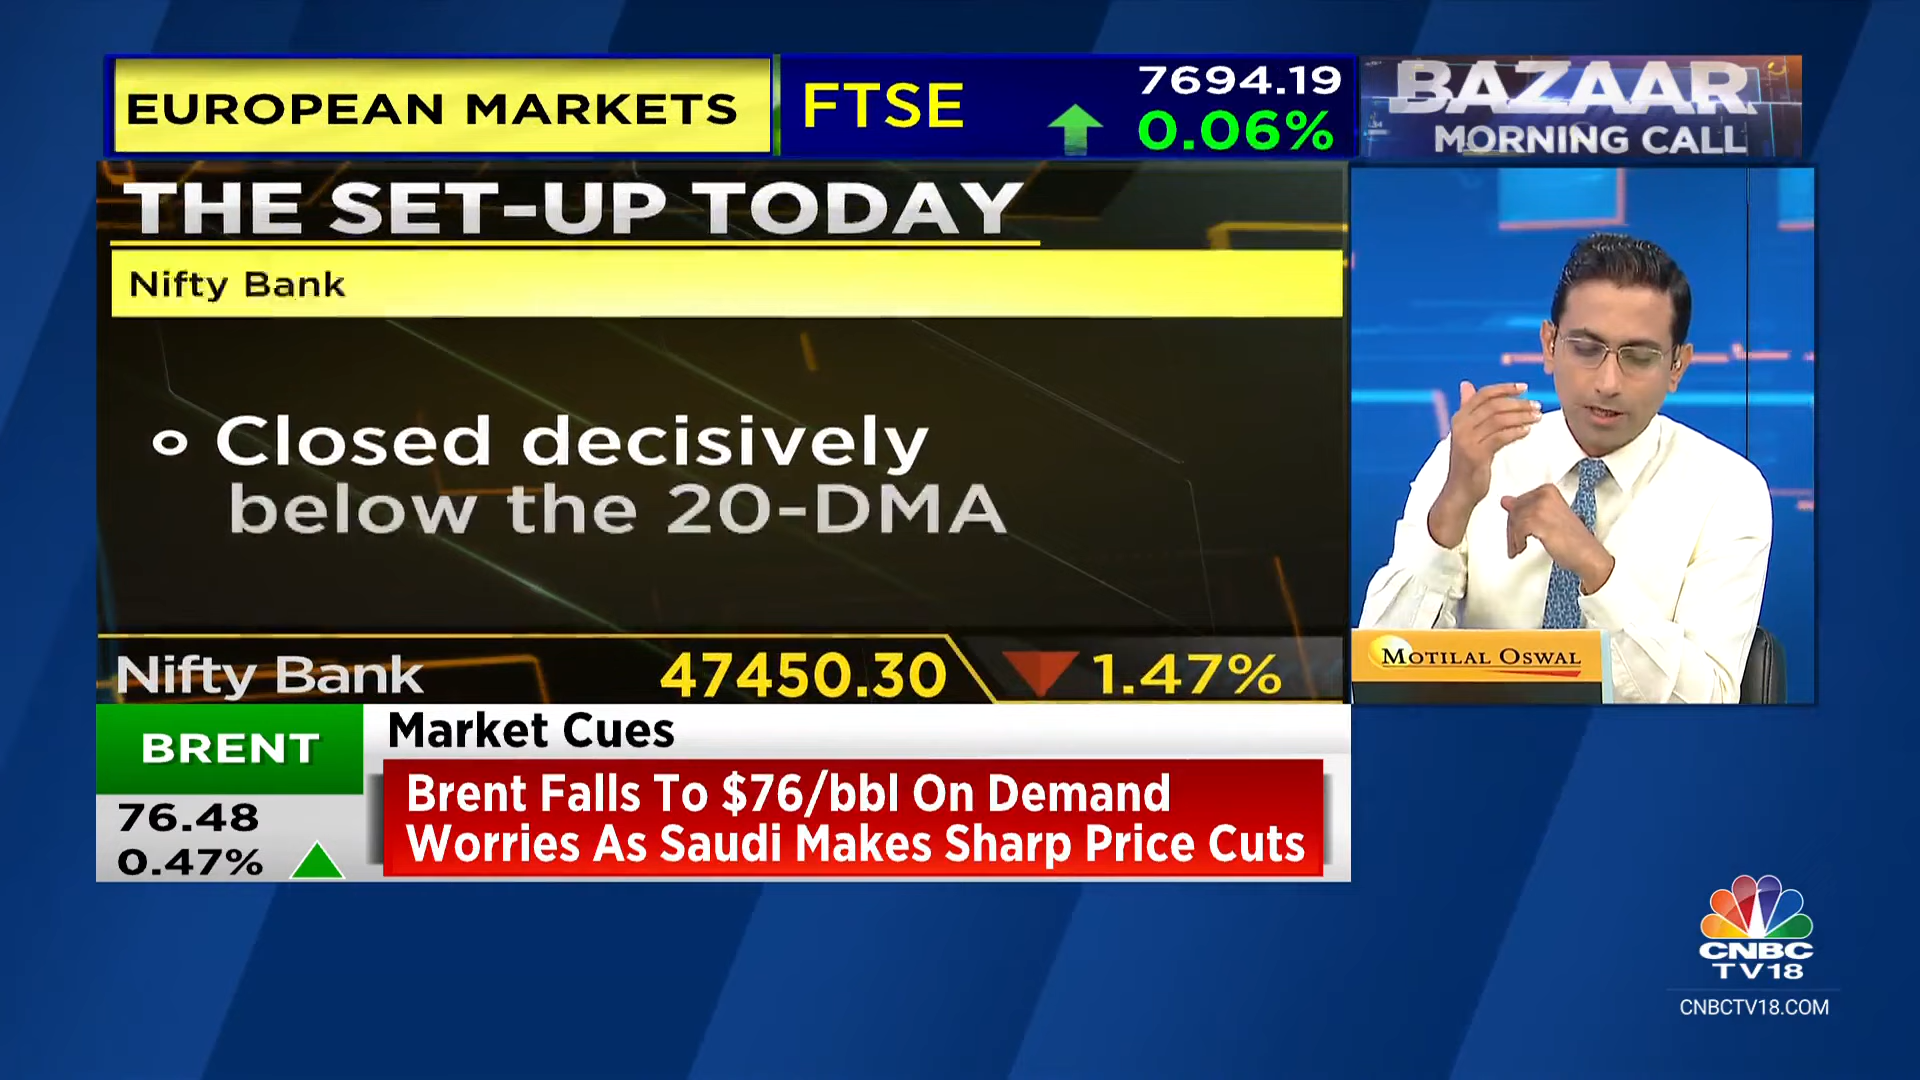 EUROPEAN MARKETS
FTSE
7694.19
0.06%
BAZAAR
MORNING CALL
THE SET-UP TODAY
Nifty Bank
o Closed decisively
below the 20-DMA
Nifty Bank 47450.30 1.47%
MOTILAL OSWAL
BRENT
76.48
0.47%
Market Cues
Brent Falls To $76/bbl On Demand
Worries As Saudi Makes Sharp Price Cuts
CNBC
TV18
CNBCTV18.COM